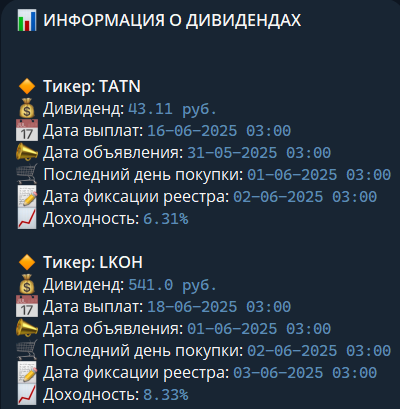 ИНФОРМАЦИЯ О ДИВИДЕНДАХ
Тикер: TATN
Дивиденд: 43.11 руб.
Дата выплат: 16-06-2025 03:00
Дата объявления: 31-05-2025 03:00
Последний день покупки: 01-06-2025 03:00
Дата фиксации реестра: 02-06-2025 03:00
Доходность: 6.31%
Тикер: LKOH
Дивиденд: 541.0 руб.
Дата выплат: 18-06-2025 03:00
Дата объявления: 01-06-2025 03:00
Последний день покупки: 02-06-2025 03:00
Дата фиксации реестра: 03-06-2025 03:00
Доходность: 8.33%